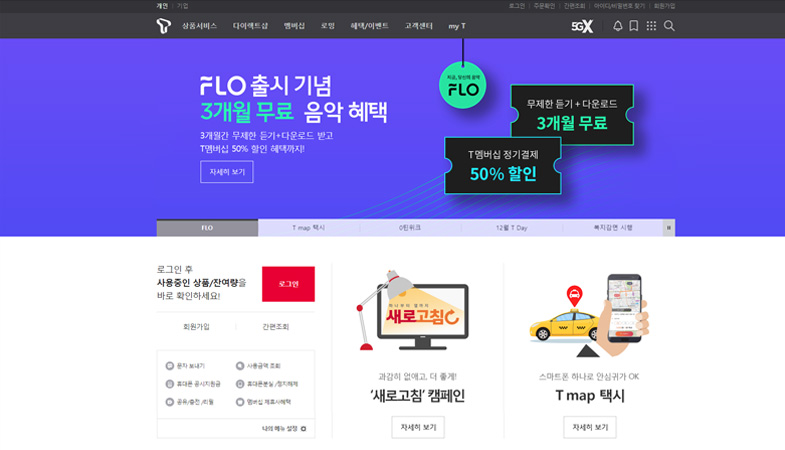 개인 기업
로그인 주문확인 간편조회 아이디/비밀번호 찾기 회원가입
상품서비스 다이렉트샵 멤버십 로밍 혜택/이벤트 고객센터 my T
5GX
FLO 출시 기념
3개월 무료 음악 혜택
3개월간 무제한 듣기+다운로드 받고
T멤버십 50% 할인 혜택까지!
자세히 보기
FLO
무제한 듣기 + 다운로드
3개월 무료
T멤버십 정기결제
50% 할인
FLO
T map 택시
0틴위크
12월 T Day
복지감면 시행
로그인 후
사용중인 상품/잔여량을
바로 확인하세요!
로그인
회원가입
간편조회
문자 보내기
사용금액 조회
휴대폰 공시지원금
휴대폰분실/정지해제
공유/충전/리필
멤버십 제휴사혜택
나의 메뉴 설정
새로고침
과감히 없애고, 더 좋게!
‘새로고침’ 캠페인
자세히 보기
스마트폰 하나로 안심귀가 OK
T map 택시
자세히 보기